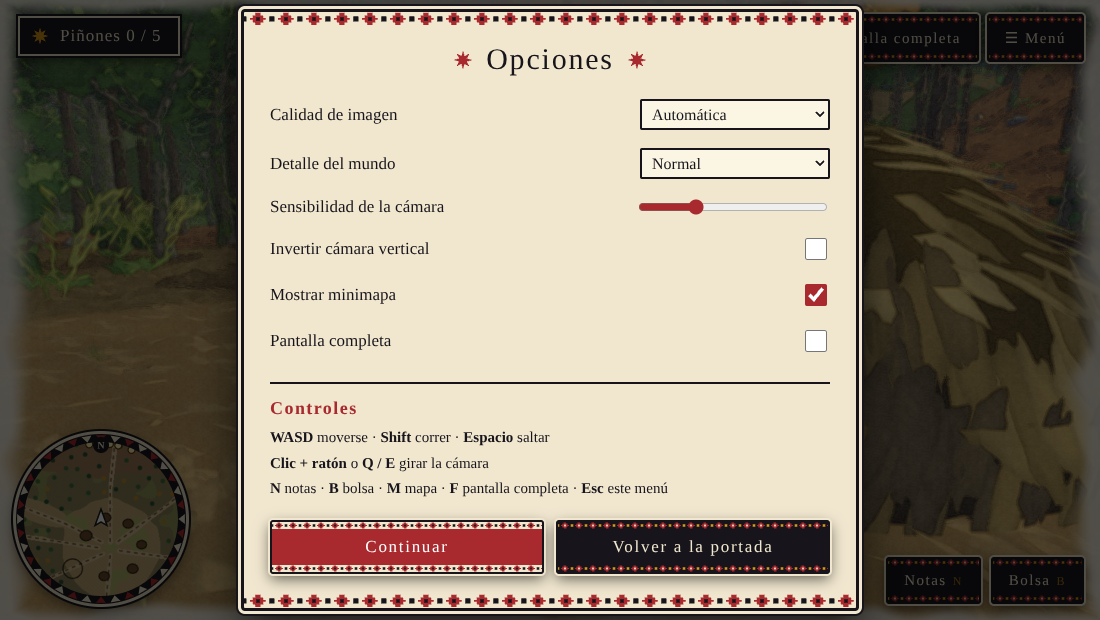 Piñones 0 / 5
Opciones
alla completa
☰ Menú
Calidad de imagen
Automática
Detalle del mundo
Normal
Sensibilidad de la cámara
Invertir cámara vertical
Mostrar minimapa
Pantalla completa
Controles
WASD moverse · Shift correr · Espacio saltar
Clic + ratón o Q / E girar la cámara
N notas · B bolsa · M mapa · F pantalla completa · Esc este menú
N
Continuar
Volver a la portada
Notas N
Bolsa B